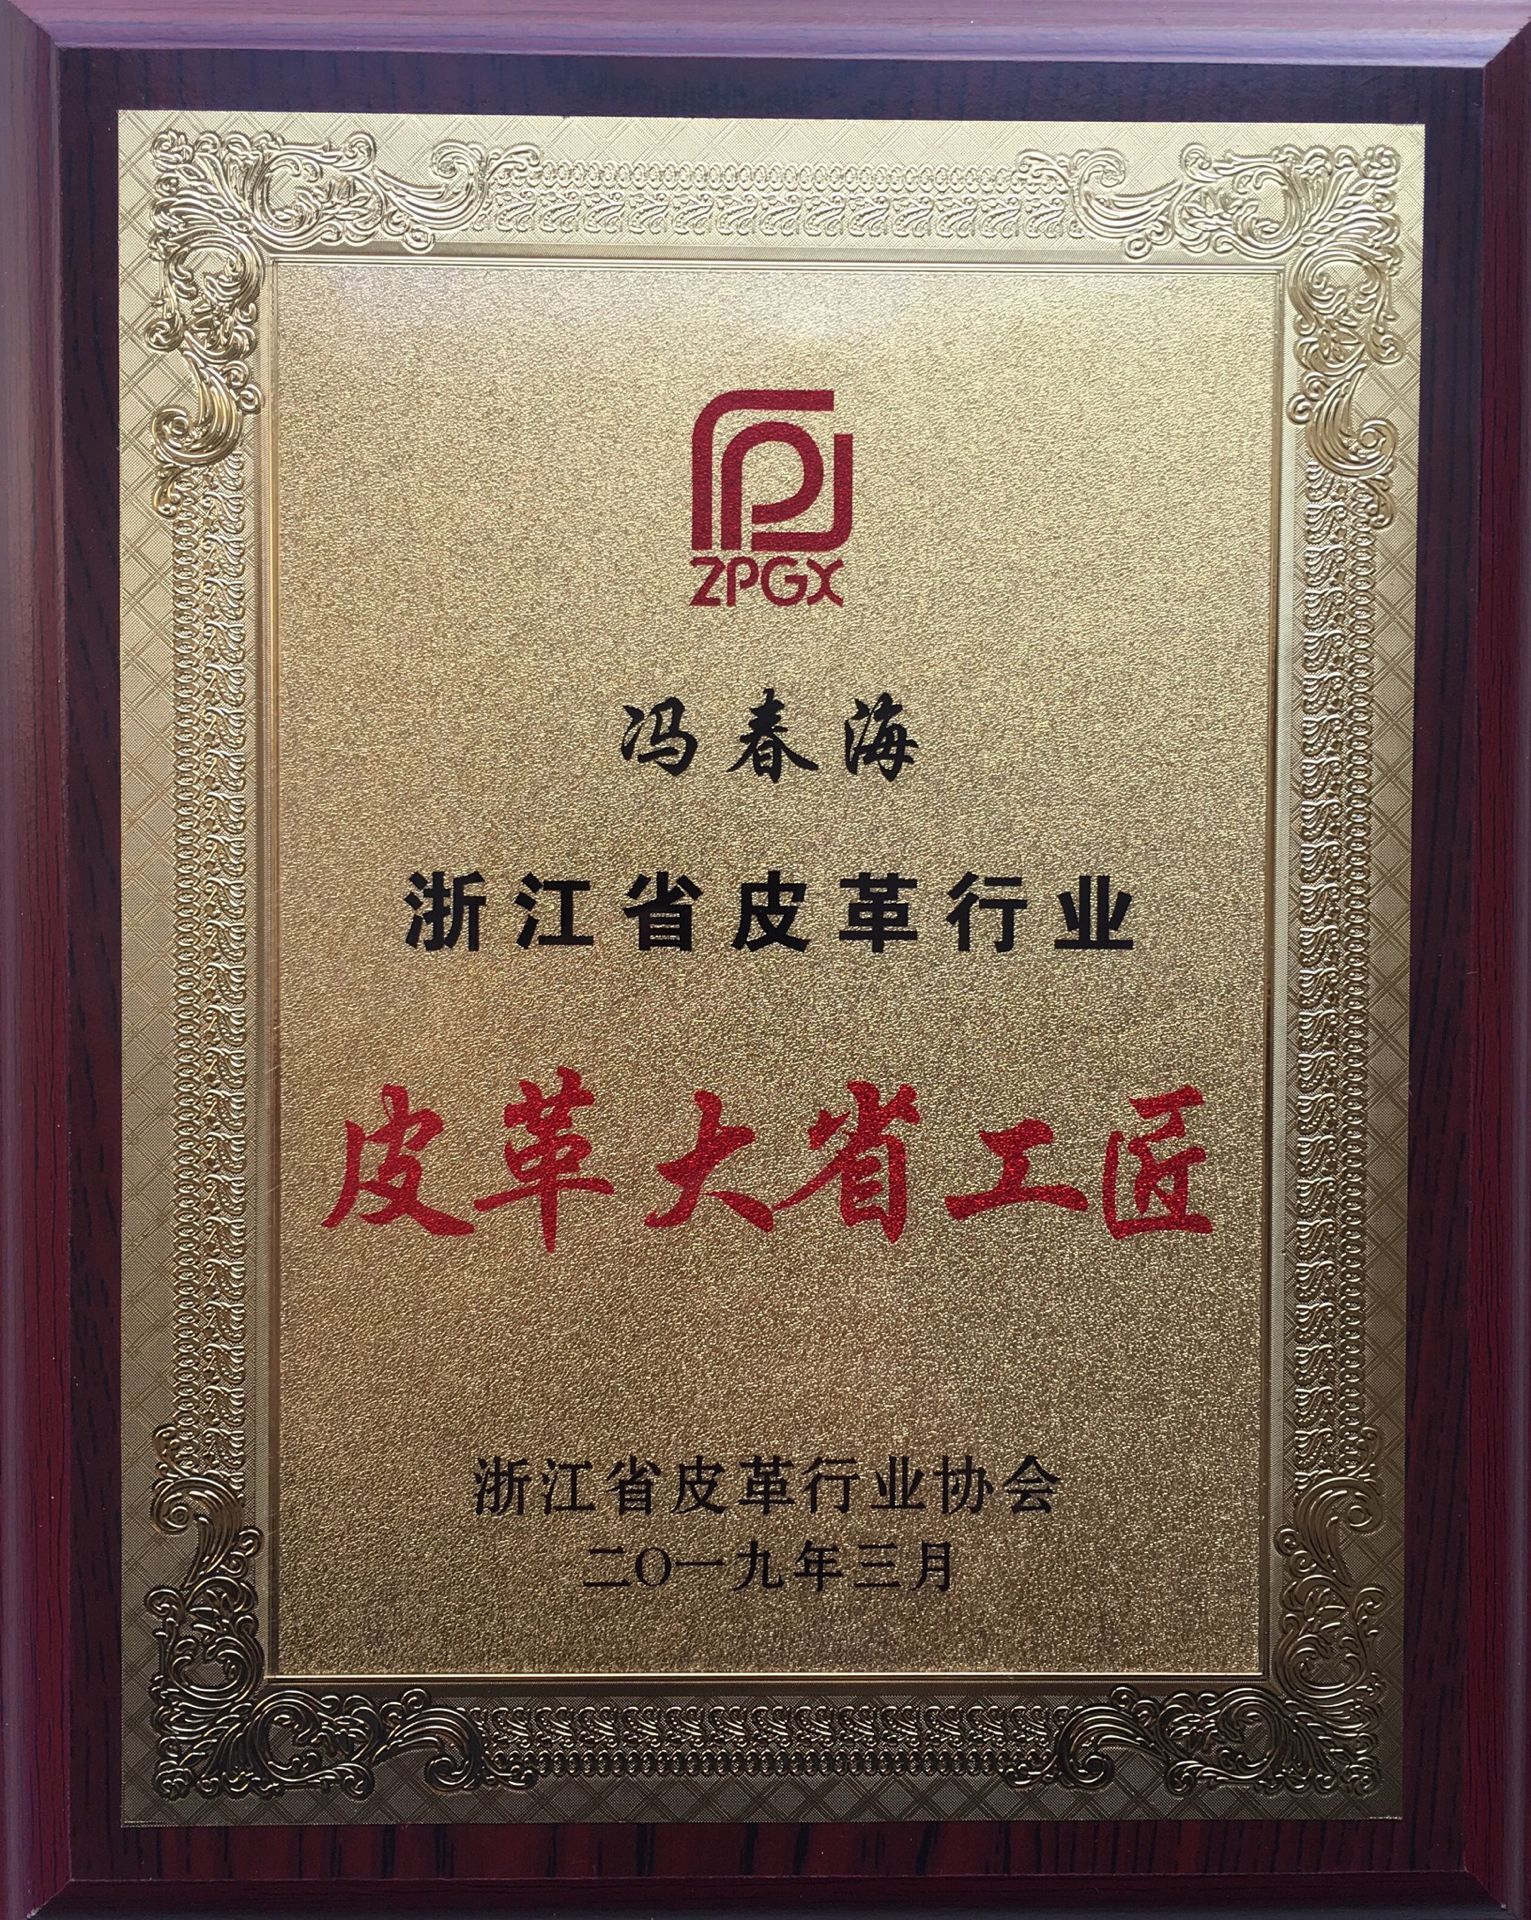 ZPGX
冯春海
浙江省皮革行业
皮革大省工匠
浙江省皮革行业协会
二〇一九年三月